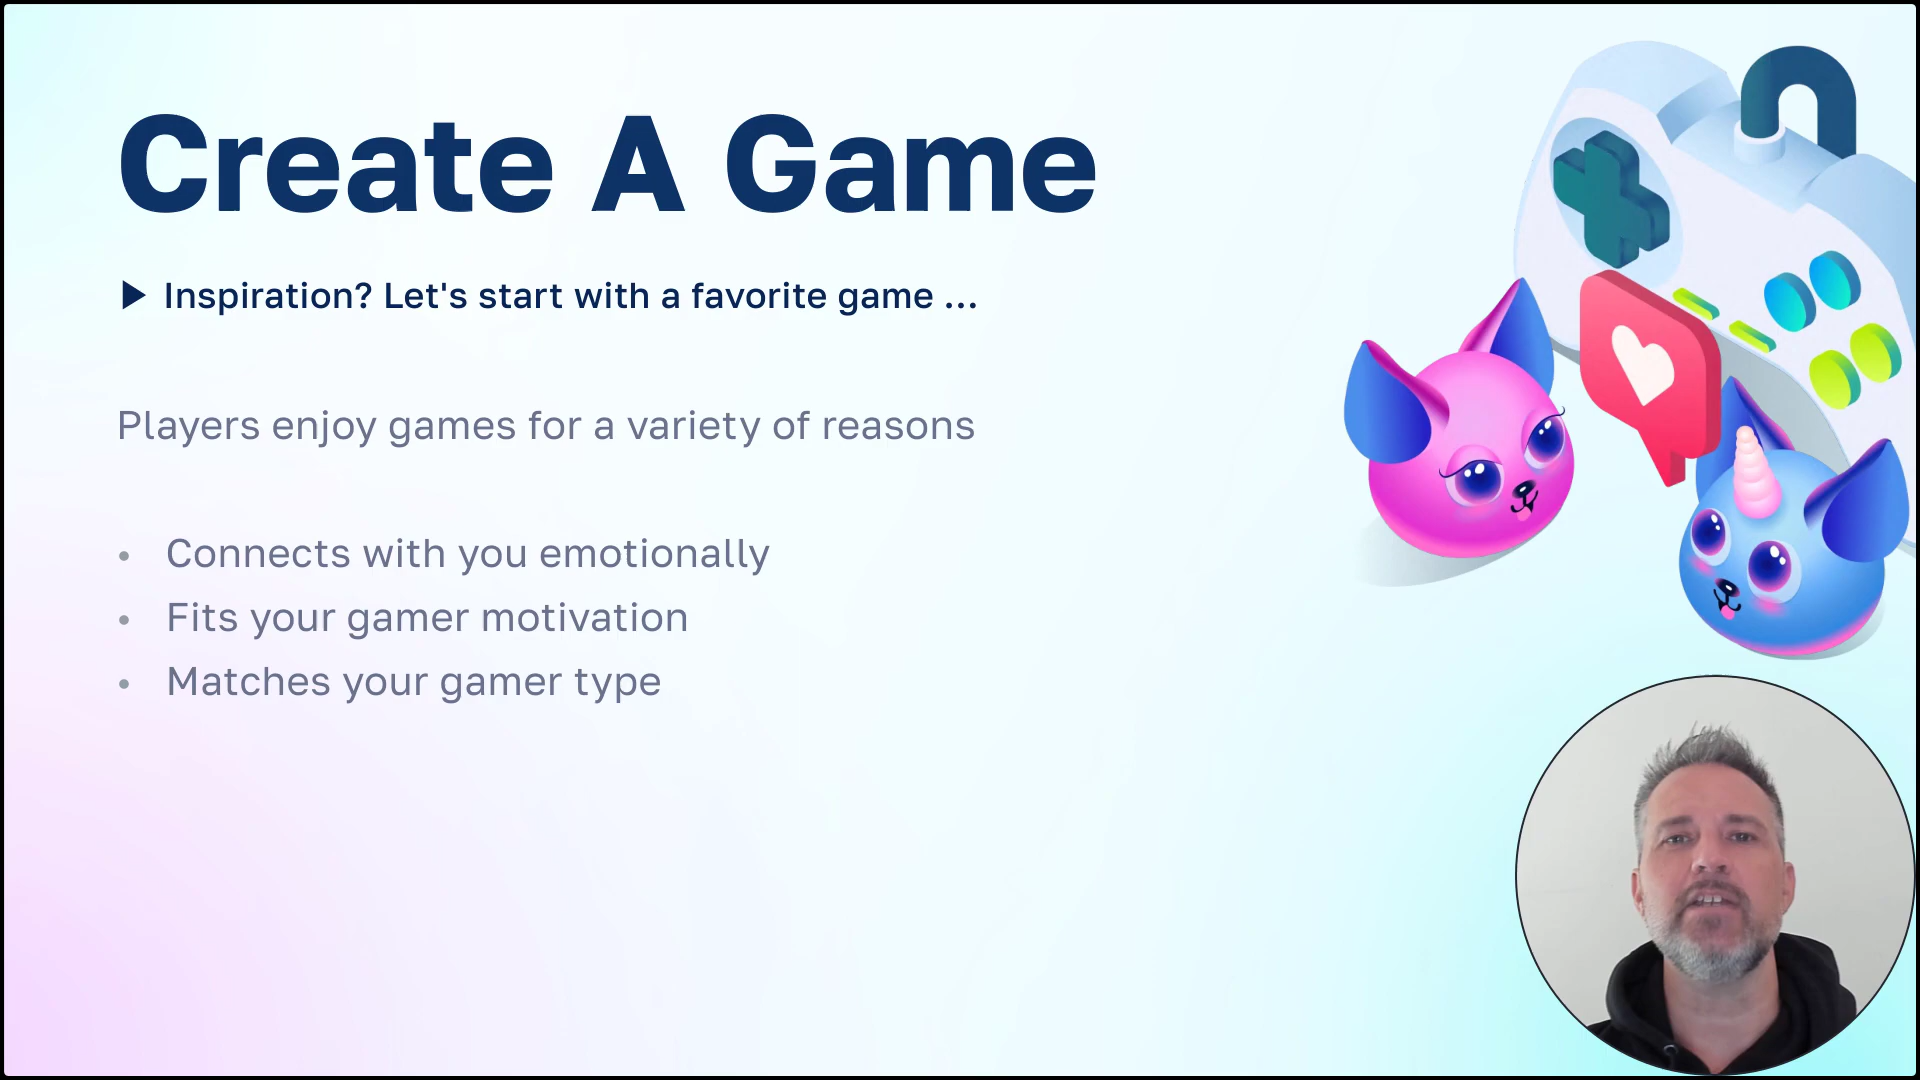 Create A Game
▶ Inspiration? Let's start with a favorite game ...
Players enjoy games for a variety of reasons
• Connects with you emotionally
• Fits your gamer motivation
• Matches your gamer type